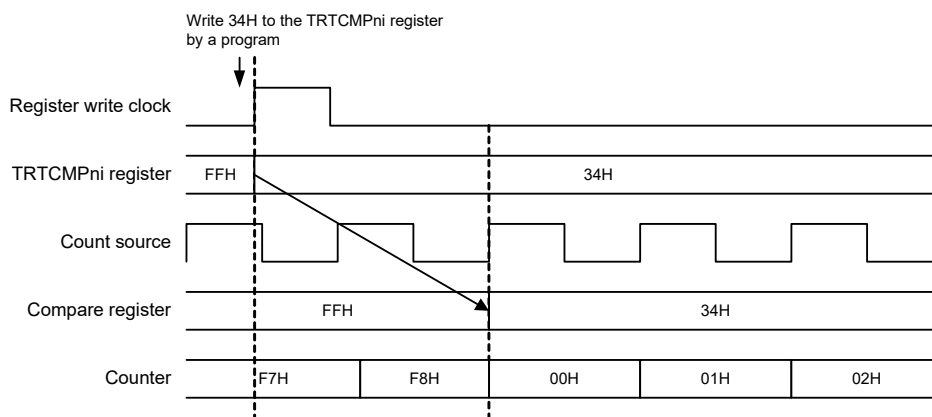 Write 34H to the TRTCMPni register
by a program
Register write clock
TRTCMPni register FFH 34H
Count source
Compare register FFH 34H
Counter F7H F8H 00H 01H 02H